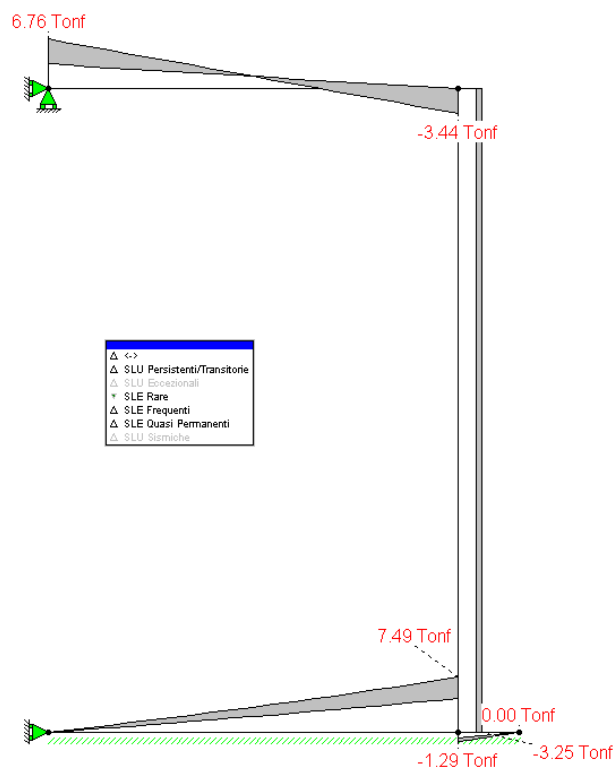 6.76 Tonf
-3.44 Tonf
<->
SLU Persistenti/Transitorie
SLU Eccezionali
SLE Rare
SLE Frequenti
SLE Quasi Permanenti
SLU Sismiche
7.49 Tonf
0.00 Tonf
-3.25 Tonf
-1.29 Tonf